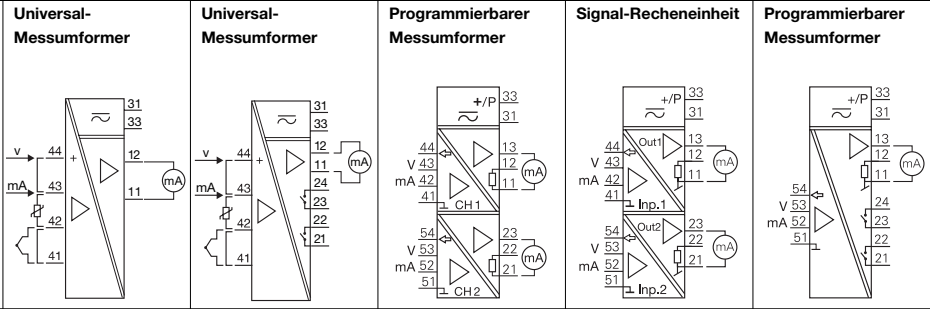 Universal-
Messumformer
31
33
v
44
+
12
mA
43
mA
42
11
41
Universal-
Messumformer
31
33
v
44
+
12
11
mA
mA
43
24
23
42
22
21
41
Programmierbarer
Messumformer
+/P 33
31
44
13
V 43
12
mA
mA 42
11
41
CH1
54
23
V 53
22
mA
mA 52
21
51
CH2
Signal-Recheneinheit
+/P 33
31
44
Out1
13
V 43
12
mA
mA 42
11
41
Inp.1
54
Out2
23
V 53
22
mA
mA 52
21
51
Inp.2
Programmierbarer
Messumformer
+/P 33
31
13
12
mA
11
54
V 53
24
mA 52
23
51
22
21